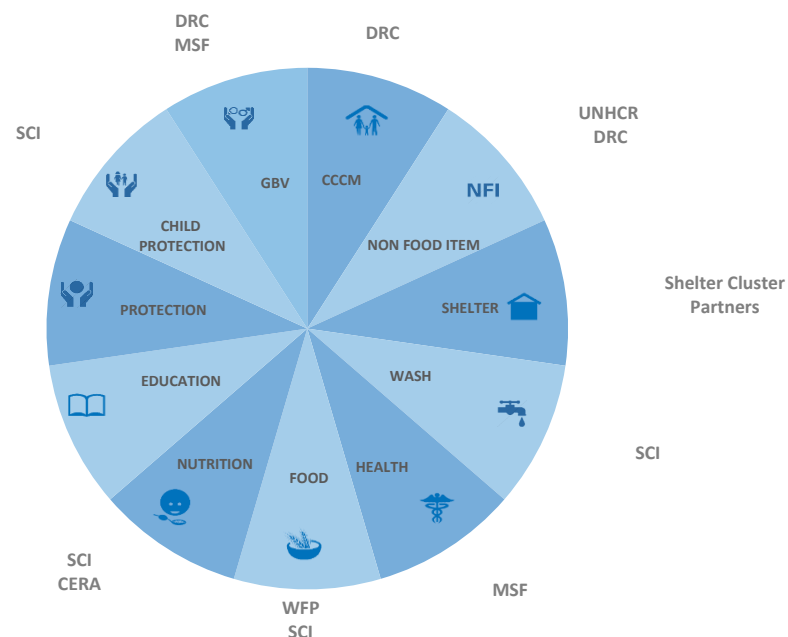 DRC
MSF
DRC
UNHCR
DRC
SCI
NFI
GBV
CCCM
CHILD
PROTECTION
NON FOOD ITEM
Shelter Cluster
Partners
PROTECTION
SHELTER
EDUCATION
WASH
SCI
NUTRITION
FOOD
HEALTH
SCI
CERA
WFP
SCI
MSF